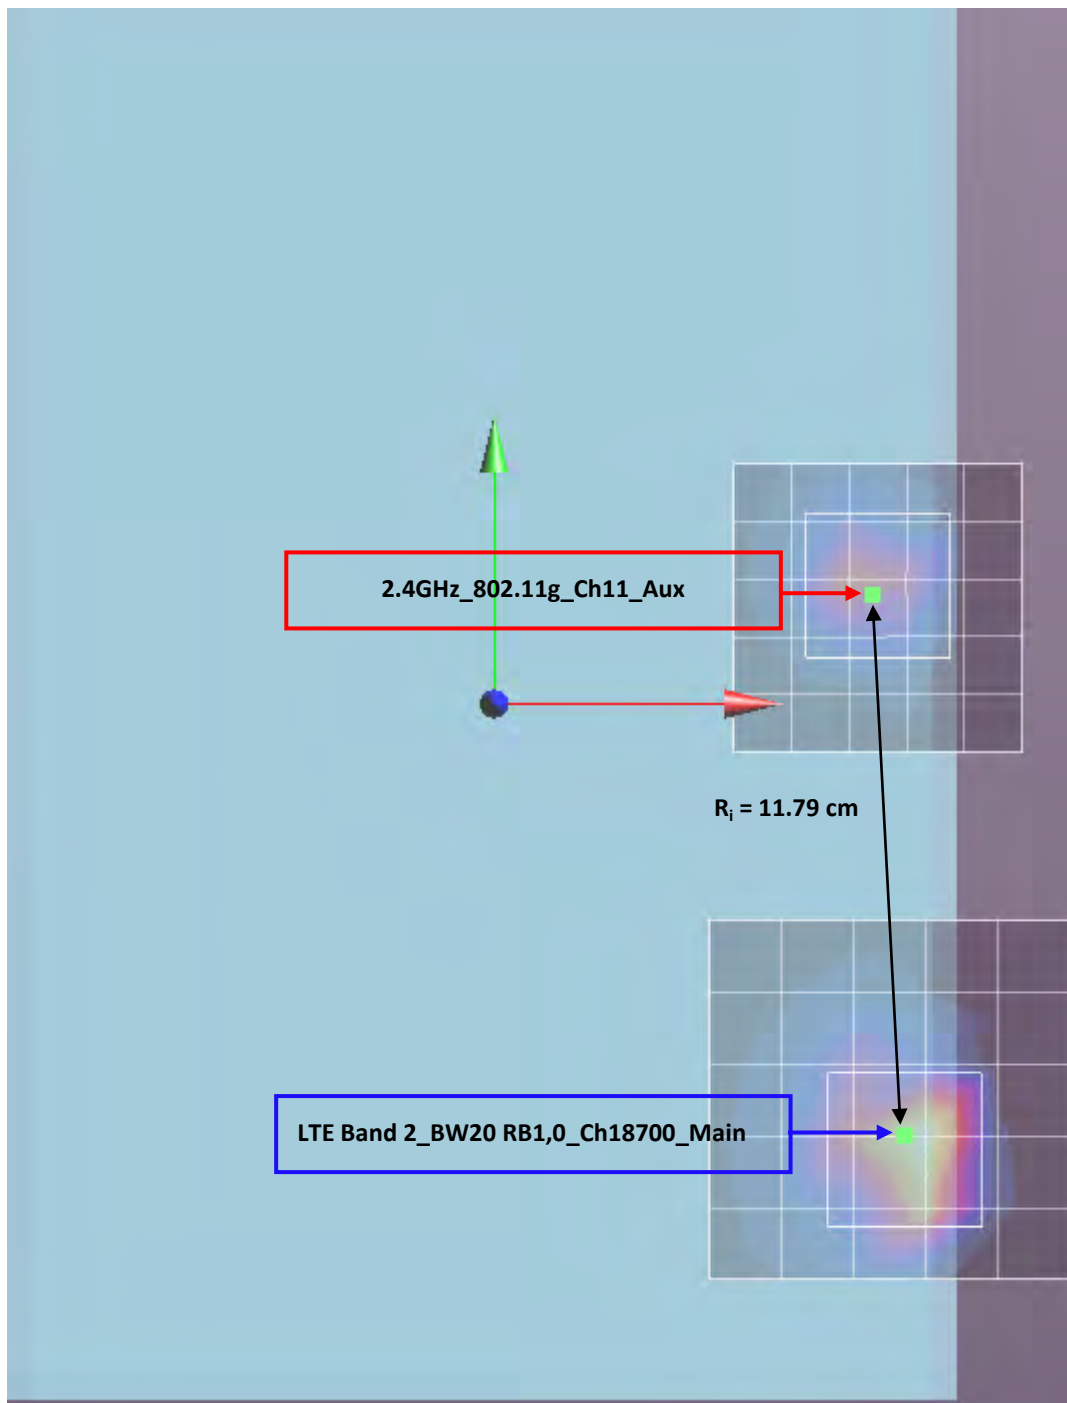 2.4GHz_802.11g_Ch11_Aux
Rᵢ = 11.79 cm
LTE Band 2_BW20 RB1,0_Ch18700_Main